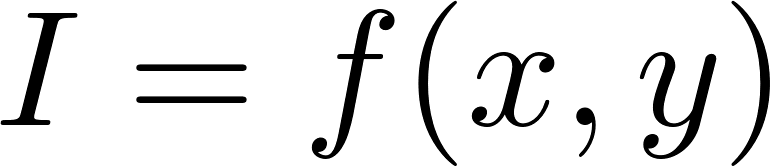 I = f(x, y)